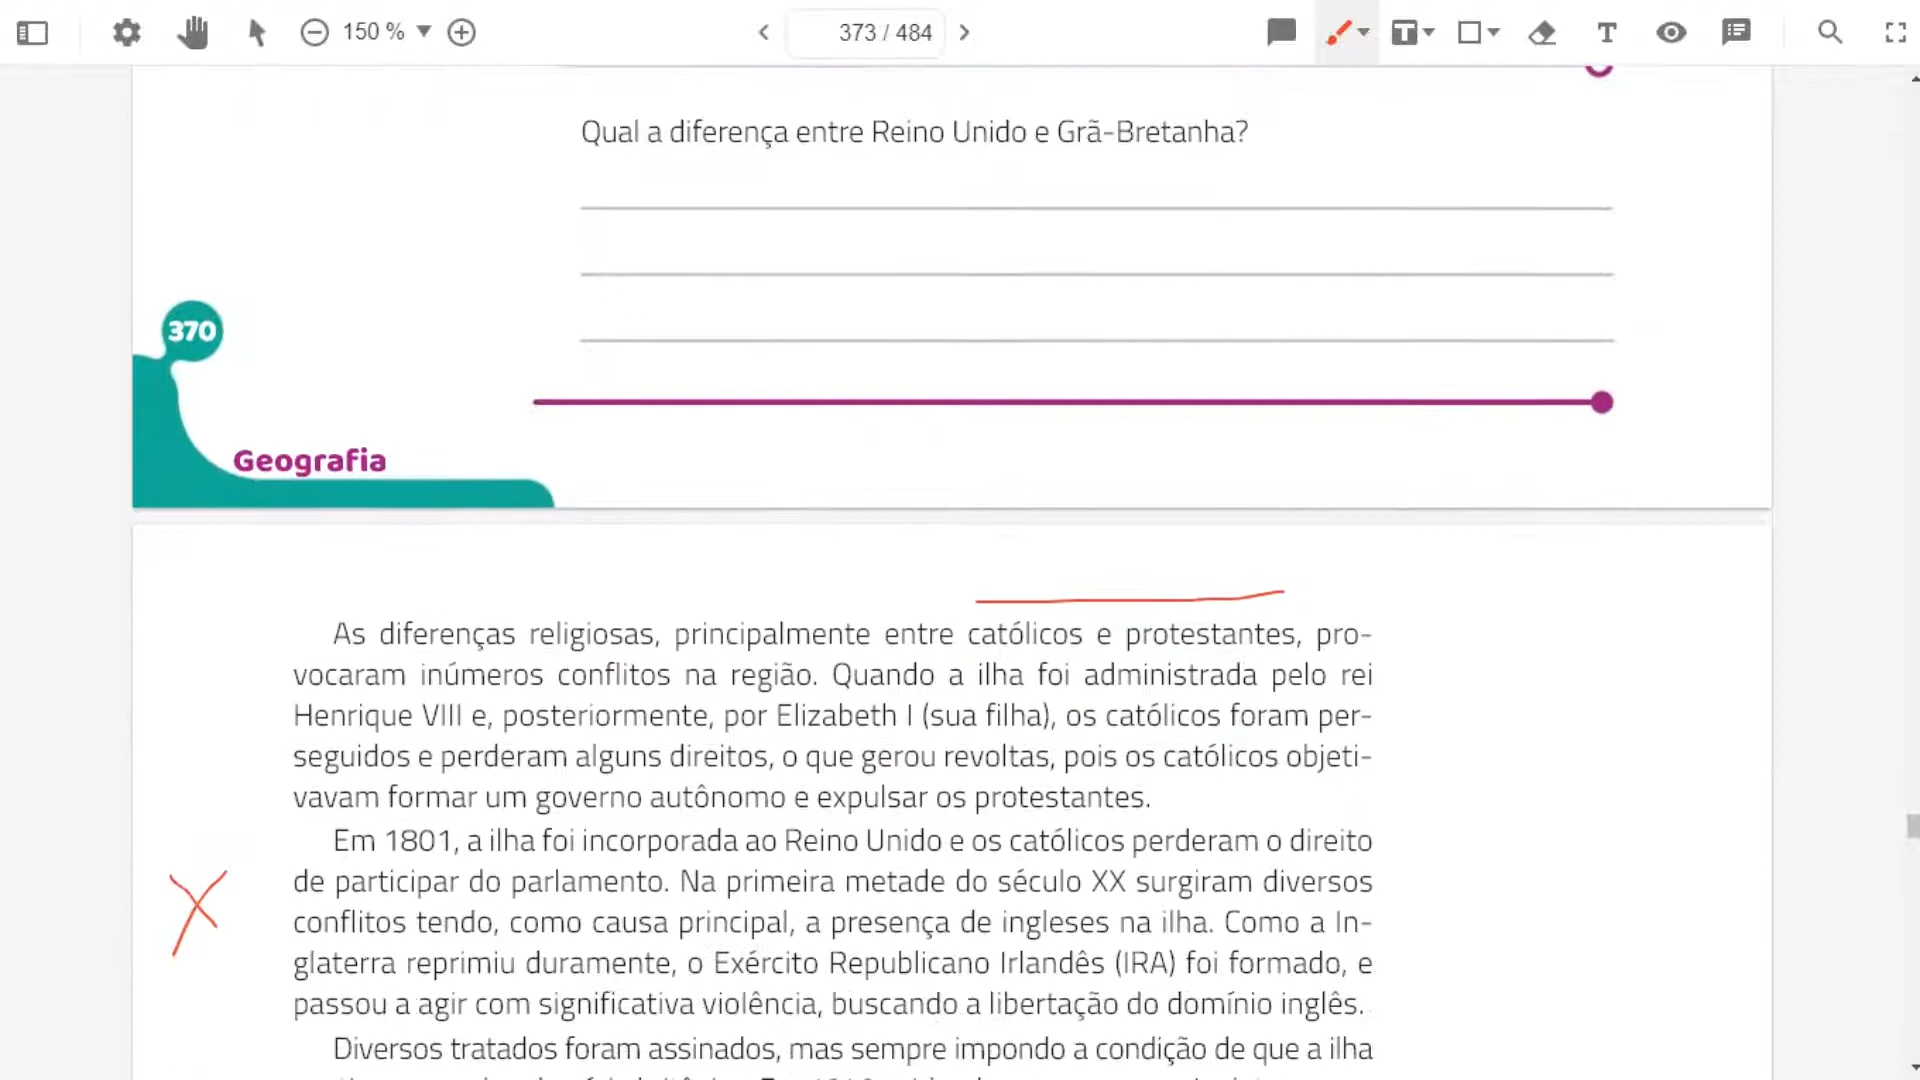 150 %
373 / 484
Qual a diferença entre Reino Unido e Grã-Bretanha?
370
Geografia
As diferenças religiosas, principalmente entre católicos e protestantes, pro-
vocaram inúmeros conflitos na região. Quando a ilha foi administrada pelo rei
Henrique VIII e, posteriormente, por Elizabeth I (sua filha), os católicos foram per-
seguidos e perderam alguns direitos, o que gerou revoltas, pois os católicos objeti-
vavam formar um governo autônomo e expulsar os protestantes.
Em 1801, a ilha foi incorporada ao Reino Unido e os católicos perderam o direito
de participar do parlamento. Na primeira metade do século XX surgiram diversos
conflitos tendo, como causa principal, a presença de ingleses na ilha. Como a In-
glaterra reprimiu duramente, o Exército Republicano Irlandês (IRA) foi formado, e
passou a agir com significativa violência, buscando a libertação do domínio inglês.
Diversos tratados foram assinados, mas sempre impondo a condição de que a ilha